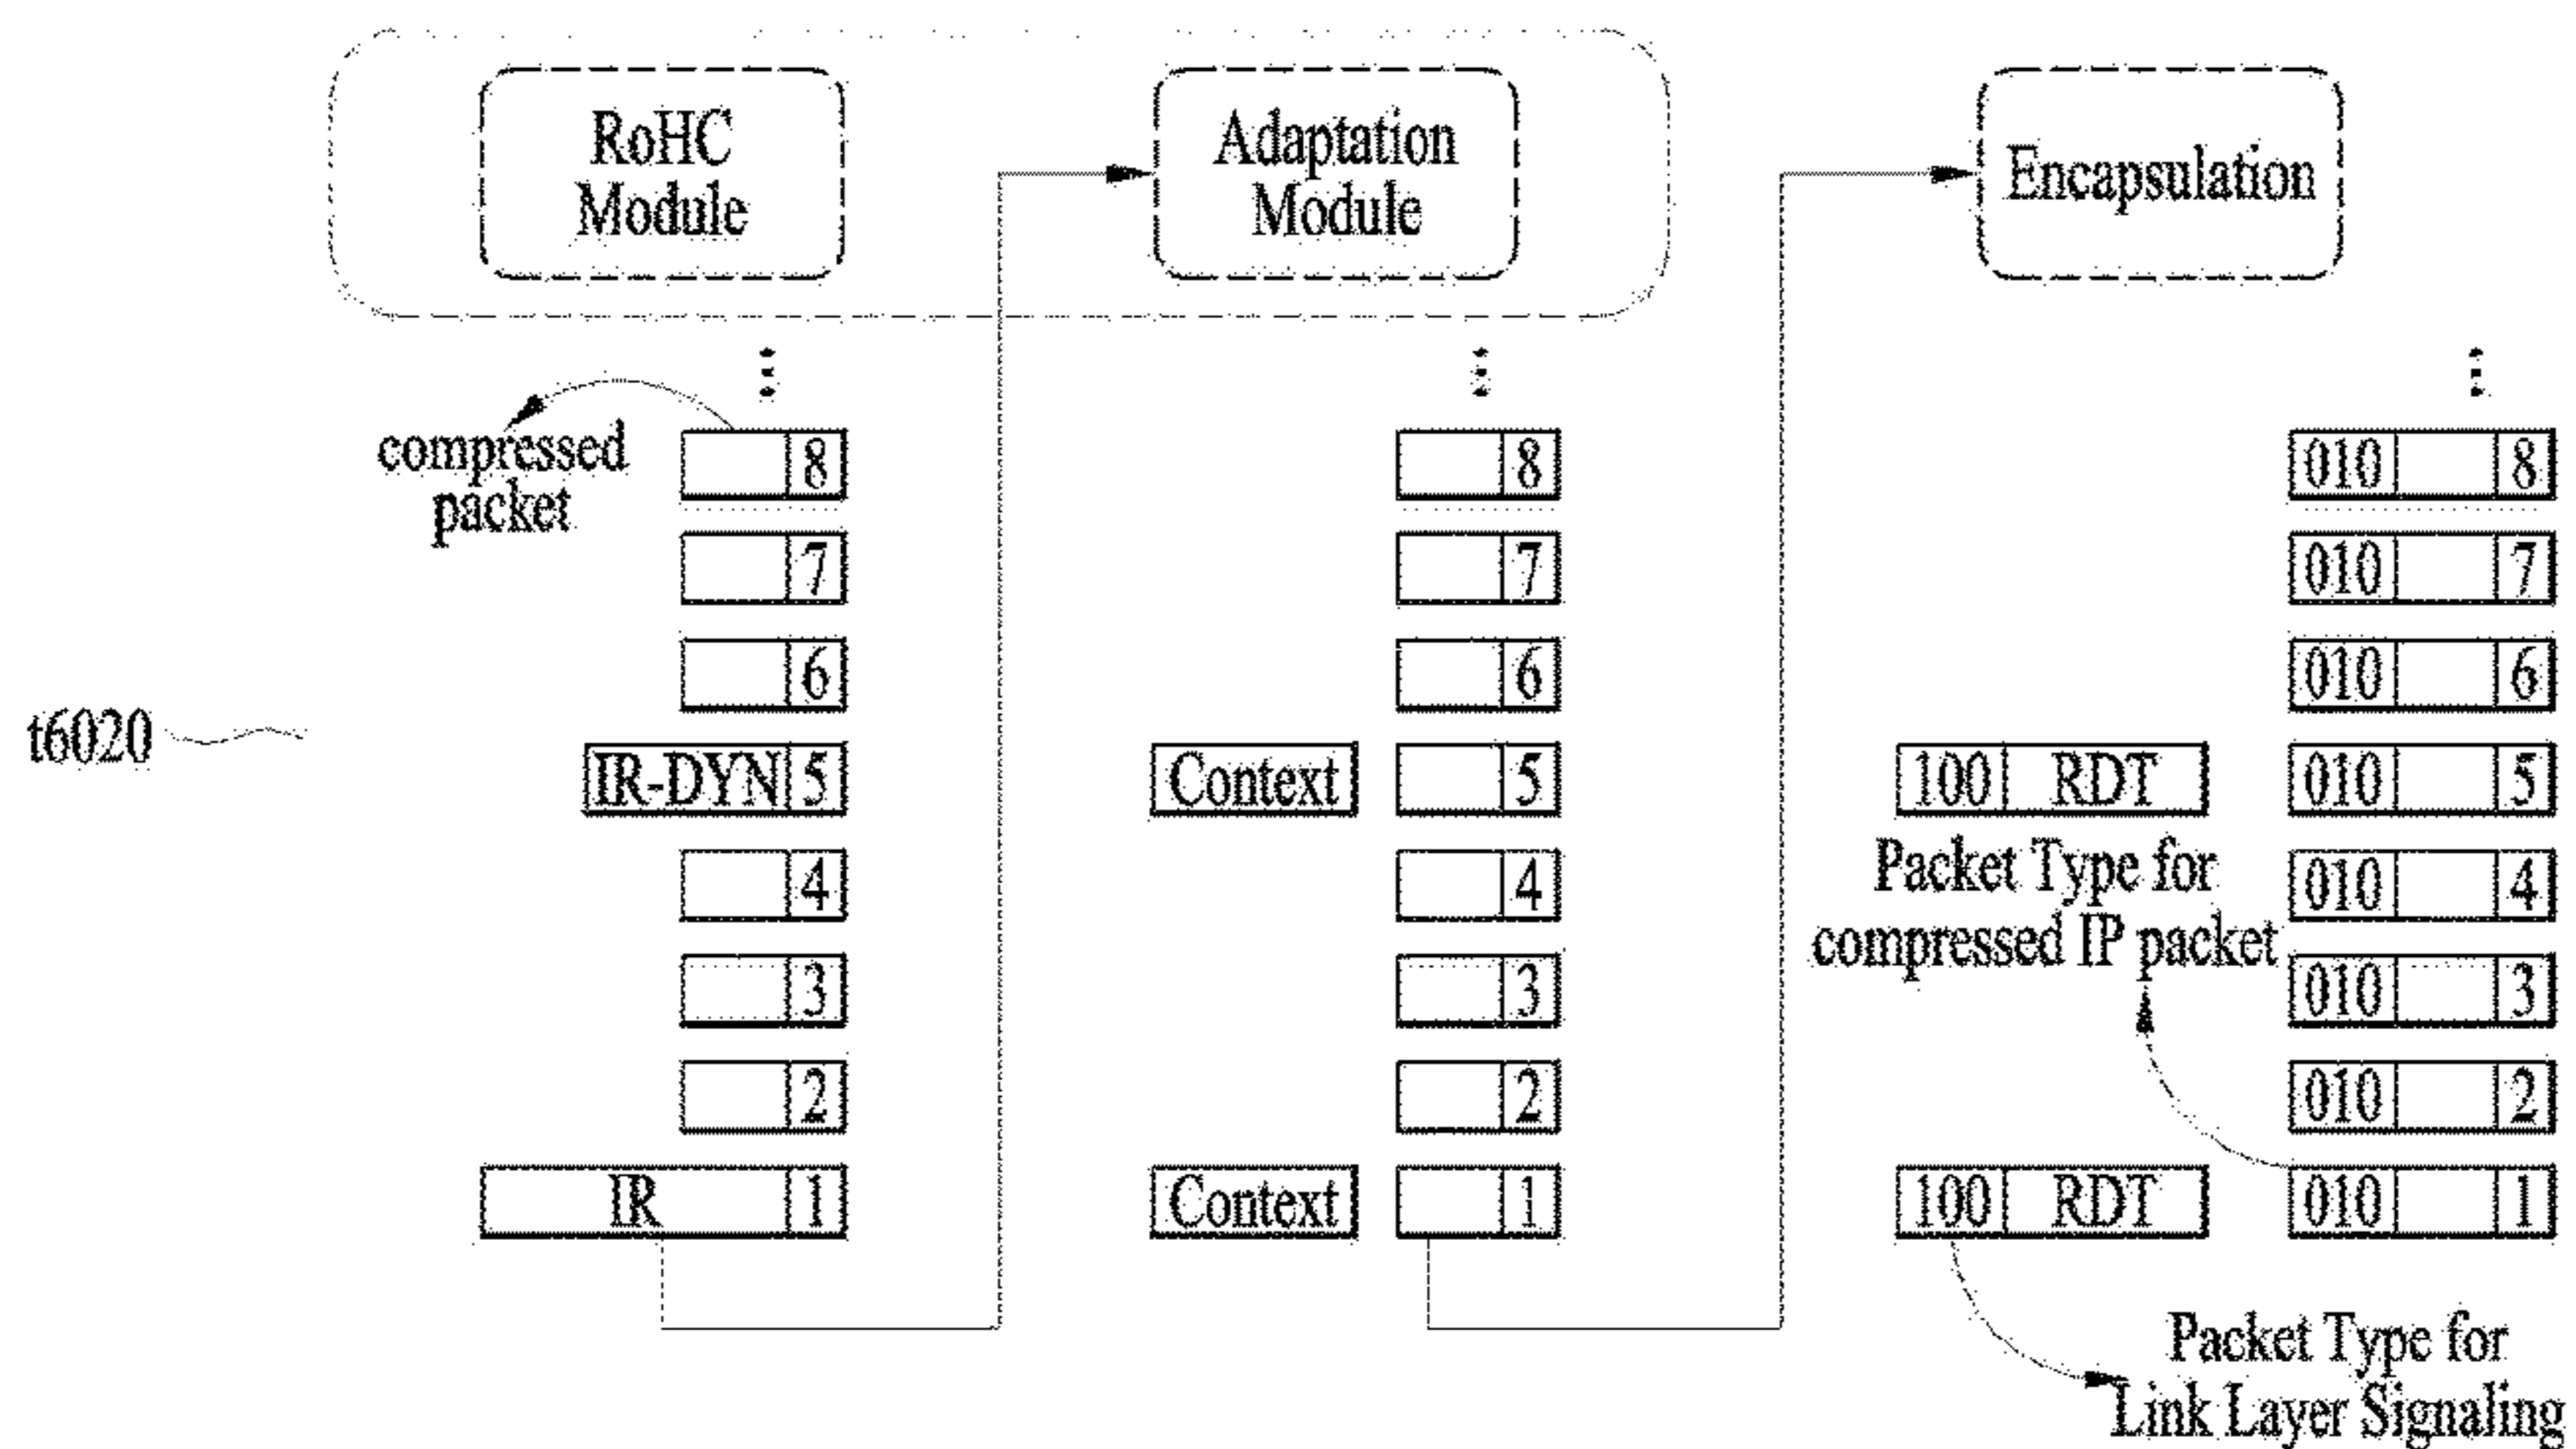 RoHC
Module
Adaptation
Module
Encapsulation
compressed
packet
8
8
010 8
7
7
010 7
6
6
010 6
t6020
IR-DYN 5
Context 5
100 RDT 010 5
4
4
Packet Type for
compressed IP packet
010 4
3
3
010 3
2
2
010 2
IR 1
Context 1
100 RDT 010 1
Packet Type for
Link Layer Signaling